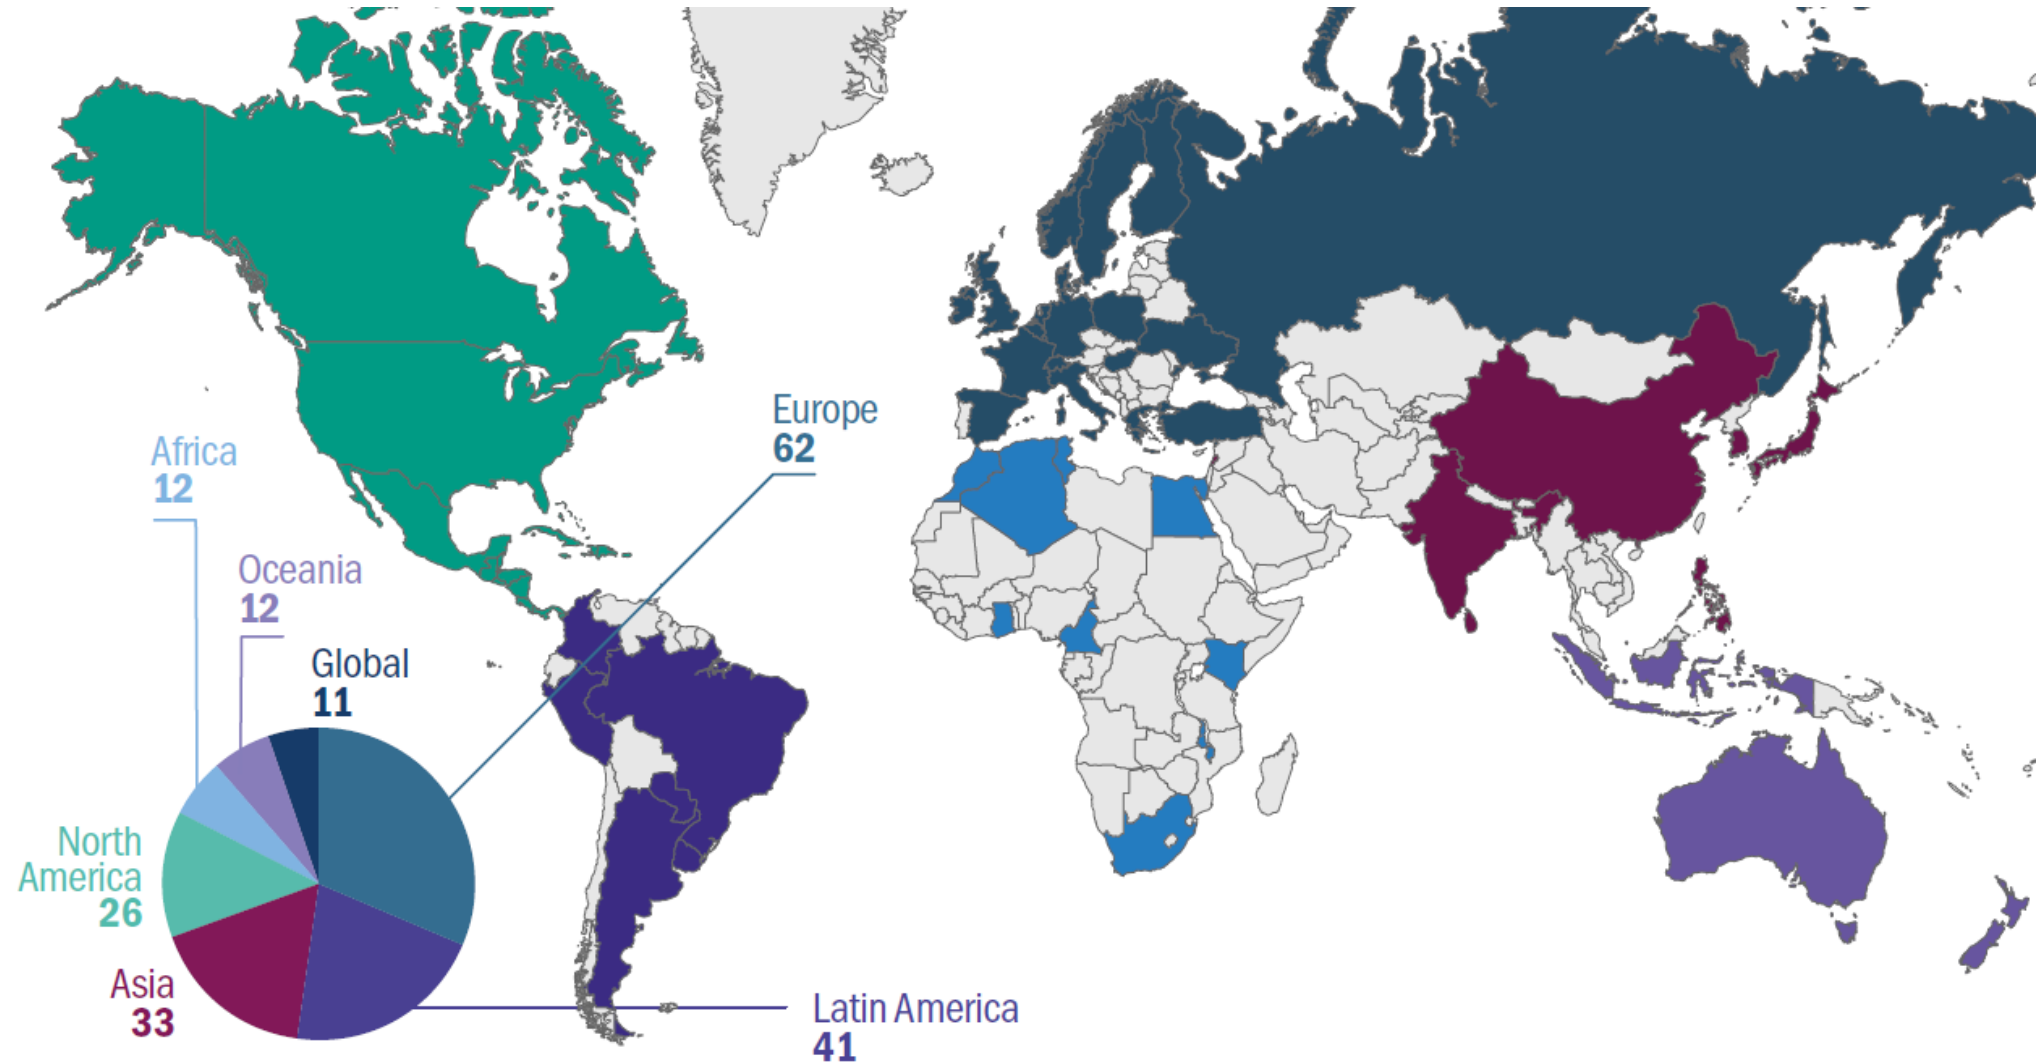 Europe
62
Africa
12
Oceania
12
Global
11
North
America
26
Asia
33
Latin America
41